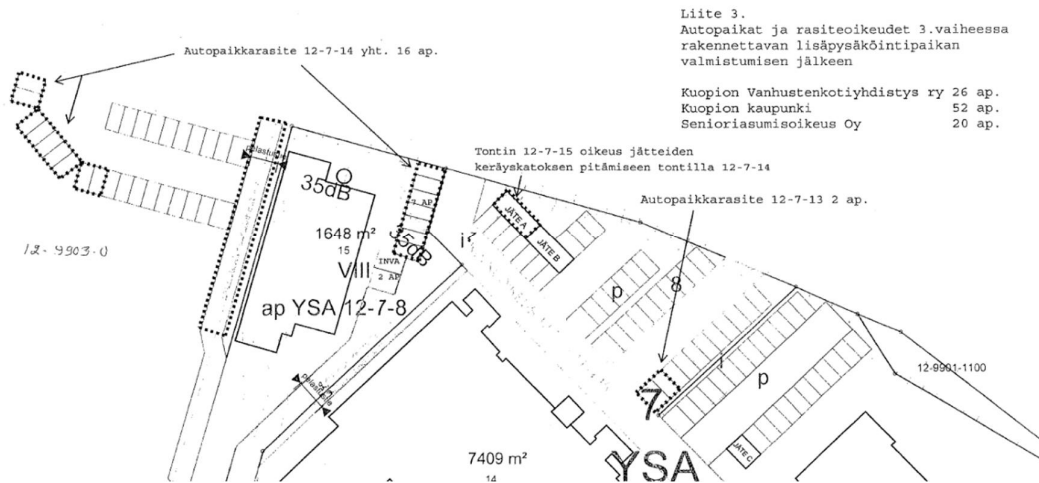 Liite 3.
Autopaikat ja rasiteoikeudet 3.vaiheessa
rakennettavan lisäpysäköintipaikan
valmistumisen jälkeen
Kuopion Vanhustenkotiyhdistys ry 26 ap.
Kuopion kaupunki 52 ap.
Senioriasumisoikeus Oy 20 ap.
Autopaikkarasite 12-7-14 yht. 16 ap.
Tontin 12-7-15 oikeus jätteiden
keräyskatoksen pitämiseen tontilla 12-7-14
Autopaikkarasite 12-7-13 2 ap.
35dB
7 AP
JÄTE A
JÄTE B
12-9903-0
1648 m²
15
35dB
INVA
2 AP
VIII
ap YSA 12-7-8
p
8
p
12-9901-1100
7
JÄTE C
7409 m²
14
YSA